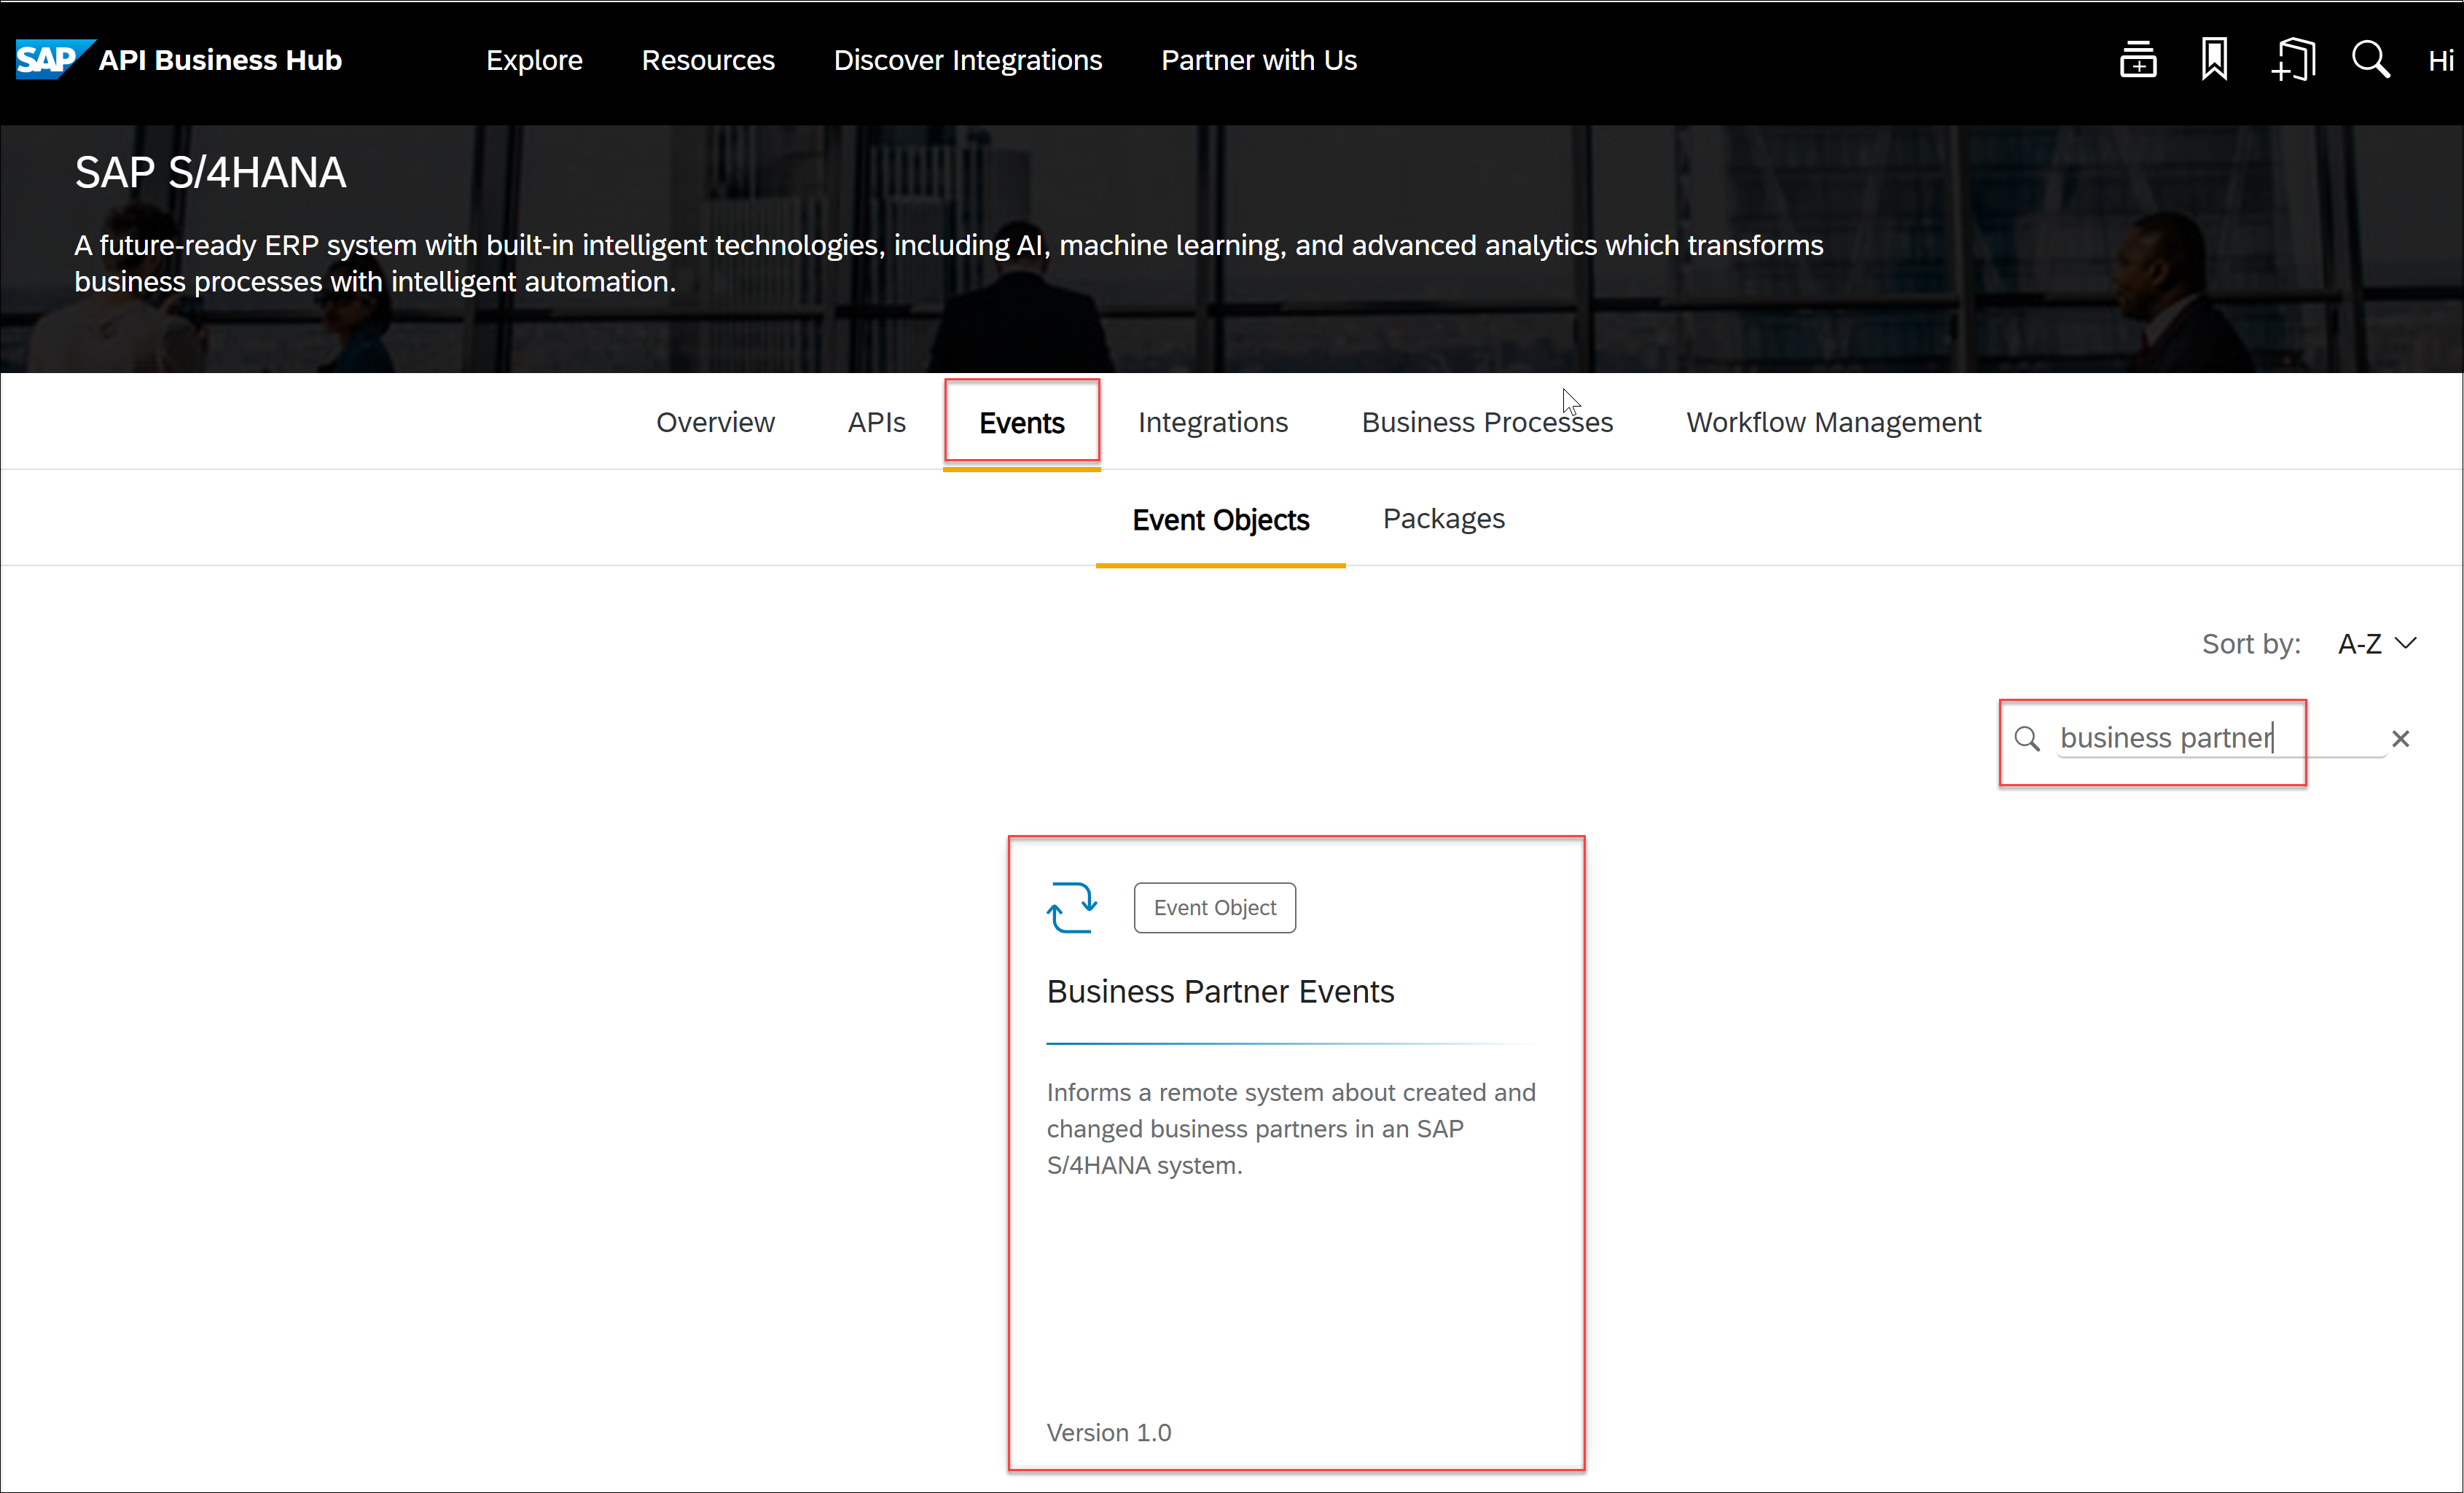 SAP API Business Hub
Explore
Resources
Discover Integrations
Partner with Us
Hi
SAP S/4HANA
A future-ready ERP system with built-in intelligent technologies, including AI, machine learning, and advanced analytics which transforms
business processes with intelligent automation.
Overview
APIs
Events
Integrations
Business Processes
Workflow Management
Event Objects
Packages
Sort by: A-Z
business partner
Event Object
Business Partner Events
Informs a remote system about created and
changed business partners in an SAP
S/4HANA system.
Version 1.0